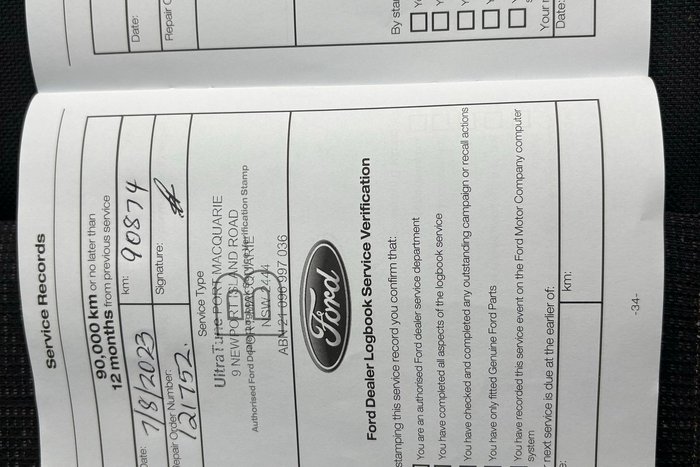 Service Records
90,000 km or no later than
12 months from previous service
Date: 7/8/2023
km: 90874
Repair Order Number: 121752.
Signature:
Service Type
Ultra Tune PORT MACQUARIE
9 NEWPORT ISLAND ROAD
PORT MACQUARIE
NSW 2444
Authorised Ford Dealer Verification Stamp
ABN 21 096 997 036
Ford
Ford Dealer Logbook Service Verification
stamping this service record you confirm that:
You are an authorised Ford dealer service department
You have completed all aspects of the logbook service
You have checked and completed any outstanding campaign or recall actions
You have only fitted Genuine Ford Parts
You have recorded this service event on the Ford Motor Company computer
system
next service is due at the earlier of:
km:
-34-
Date:
Repair O
By sta
Your n
Date: